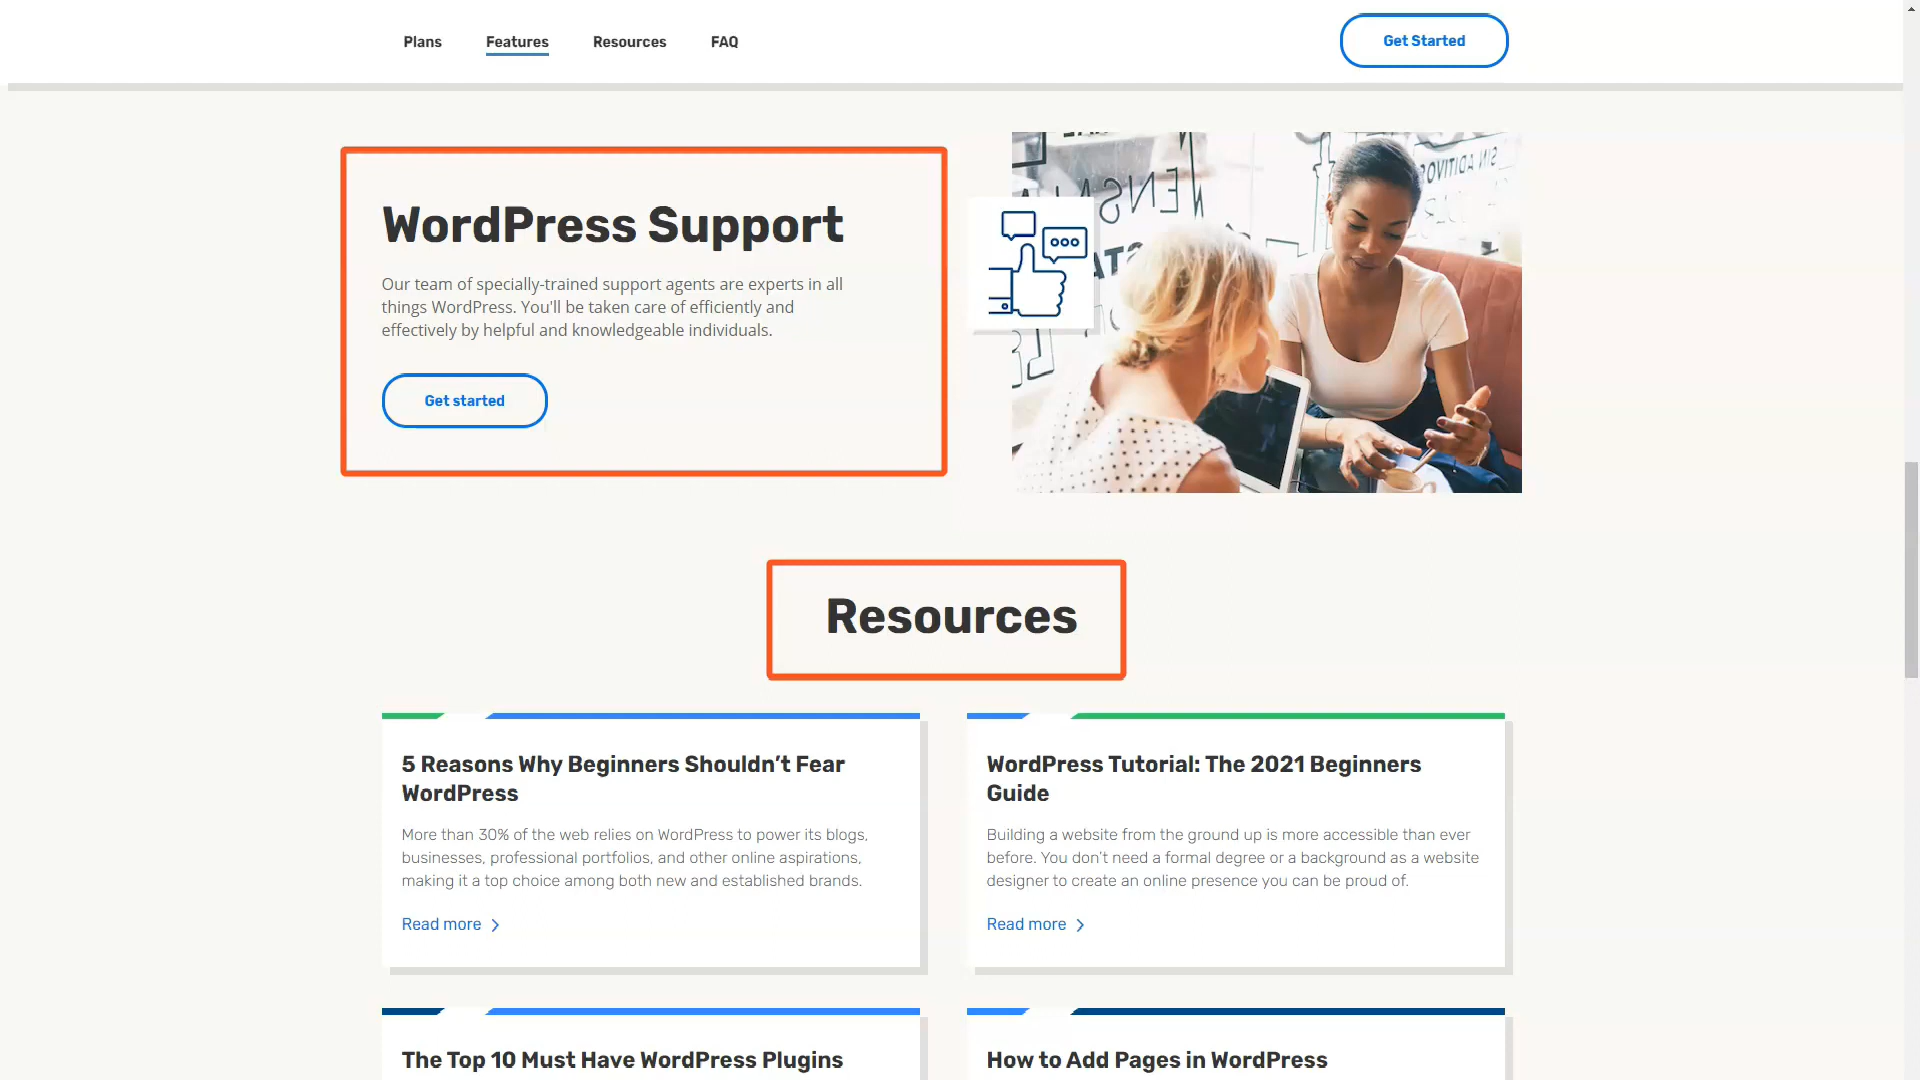 Plans Features Resources FAQ Get Started
WordPress Support
Our team of specially-trained support agents are experts in all
things WordPress. You'll be taken care of efficiently and
effectively by helpful and knowledgeable individuals.
Get started
SIN ADITIVOS
Resources
5 Reasons Why Beginners Shouldn’t Fear
WordPress
More than 30% of the web relies on WordPress to power its blogs,
businesses, professional portfolios, and other online aspirations,
making it a top choice among both new and established brands.
Read more
WordPress Tutorial: The 2021 Beginners
Guide
Building a website from the ground up is more accessible than ever
before. You don’t need a formal degree or a background as a website
designer to create an online presence you can be proud of.
Read more
The Top 10 Must Have WordPress Plugins
How to Add Pages in WordPress